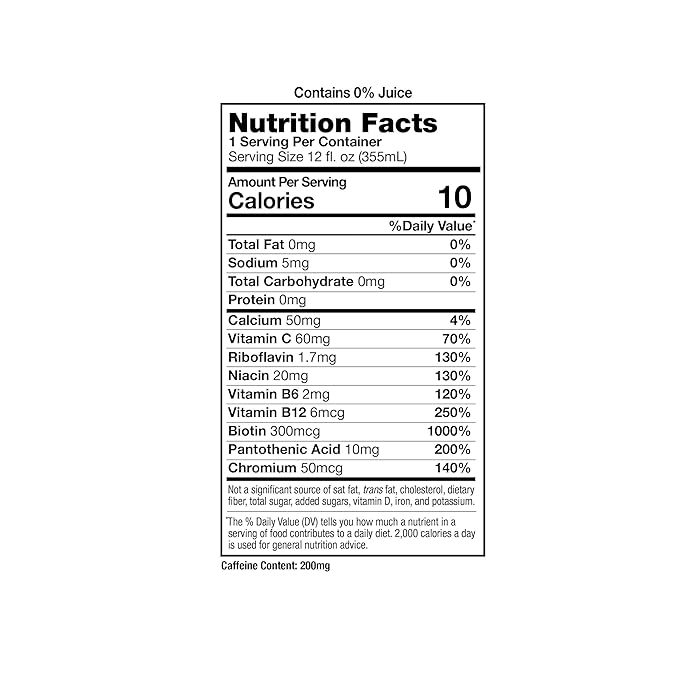 Contains 0% Juice
Nutrition Facts
1 Serving Per Container
Serving Size 12 fl. oz (355mL)
Amount Per Serving
Calories 10
%Daily Value*
Total Fat 0mg 0%
Sodium 5mg 0%
Total Carbohydrate 0mg 0%
Protein 0mg
Calcium 50mg 4%
Vitamin C 60mg 70%
Riboflavin 1.7mg 130%
Niacin 20mg 130%
Vitamin B6 2mg 120%
Vitamin B12 6mcg 250%
Biotin 300mcg 1000%
Pantothenic Acid 10mg 200%
Chromium 50mcg 140%
Not a significant source of sat fat, trans fat, cholesterol, dietary
fiber, total sugar, added sugars, vitamin D, iron, and potassium.
*The % Daily Value (DV) tells you how much a nutrient in a
serving of food contributes to a daily diet. 2,000 calories a day
is used for general nutrition advice.
Caffeine Content: 200mg